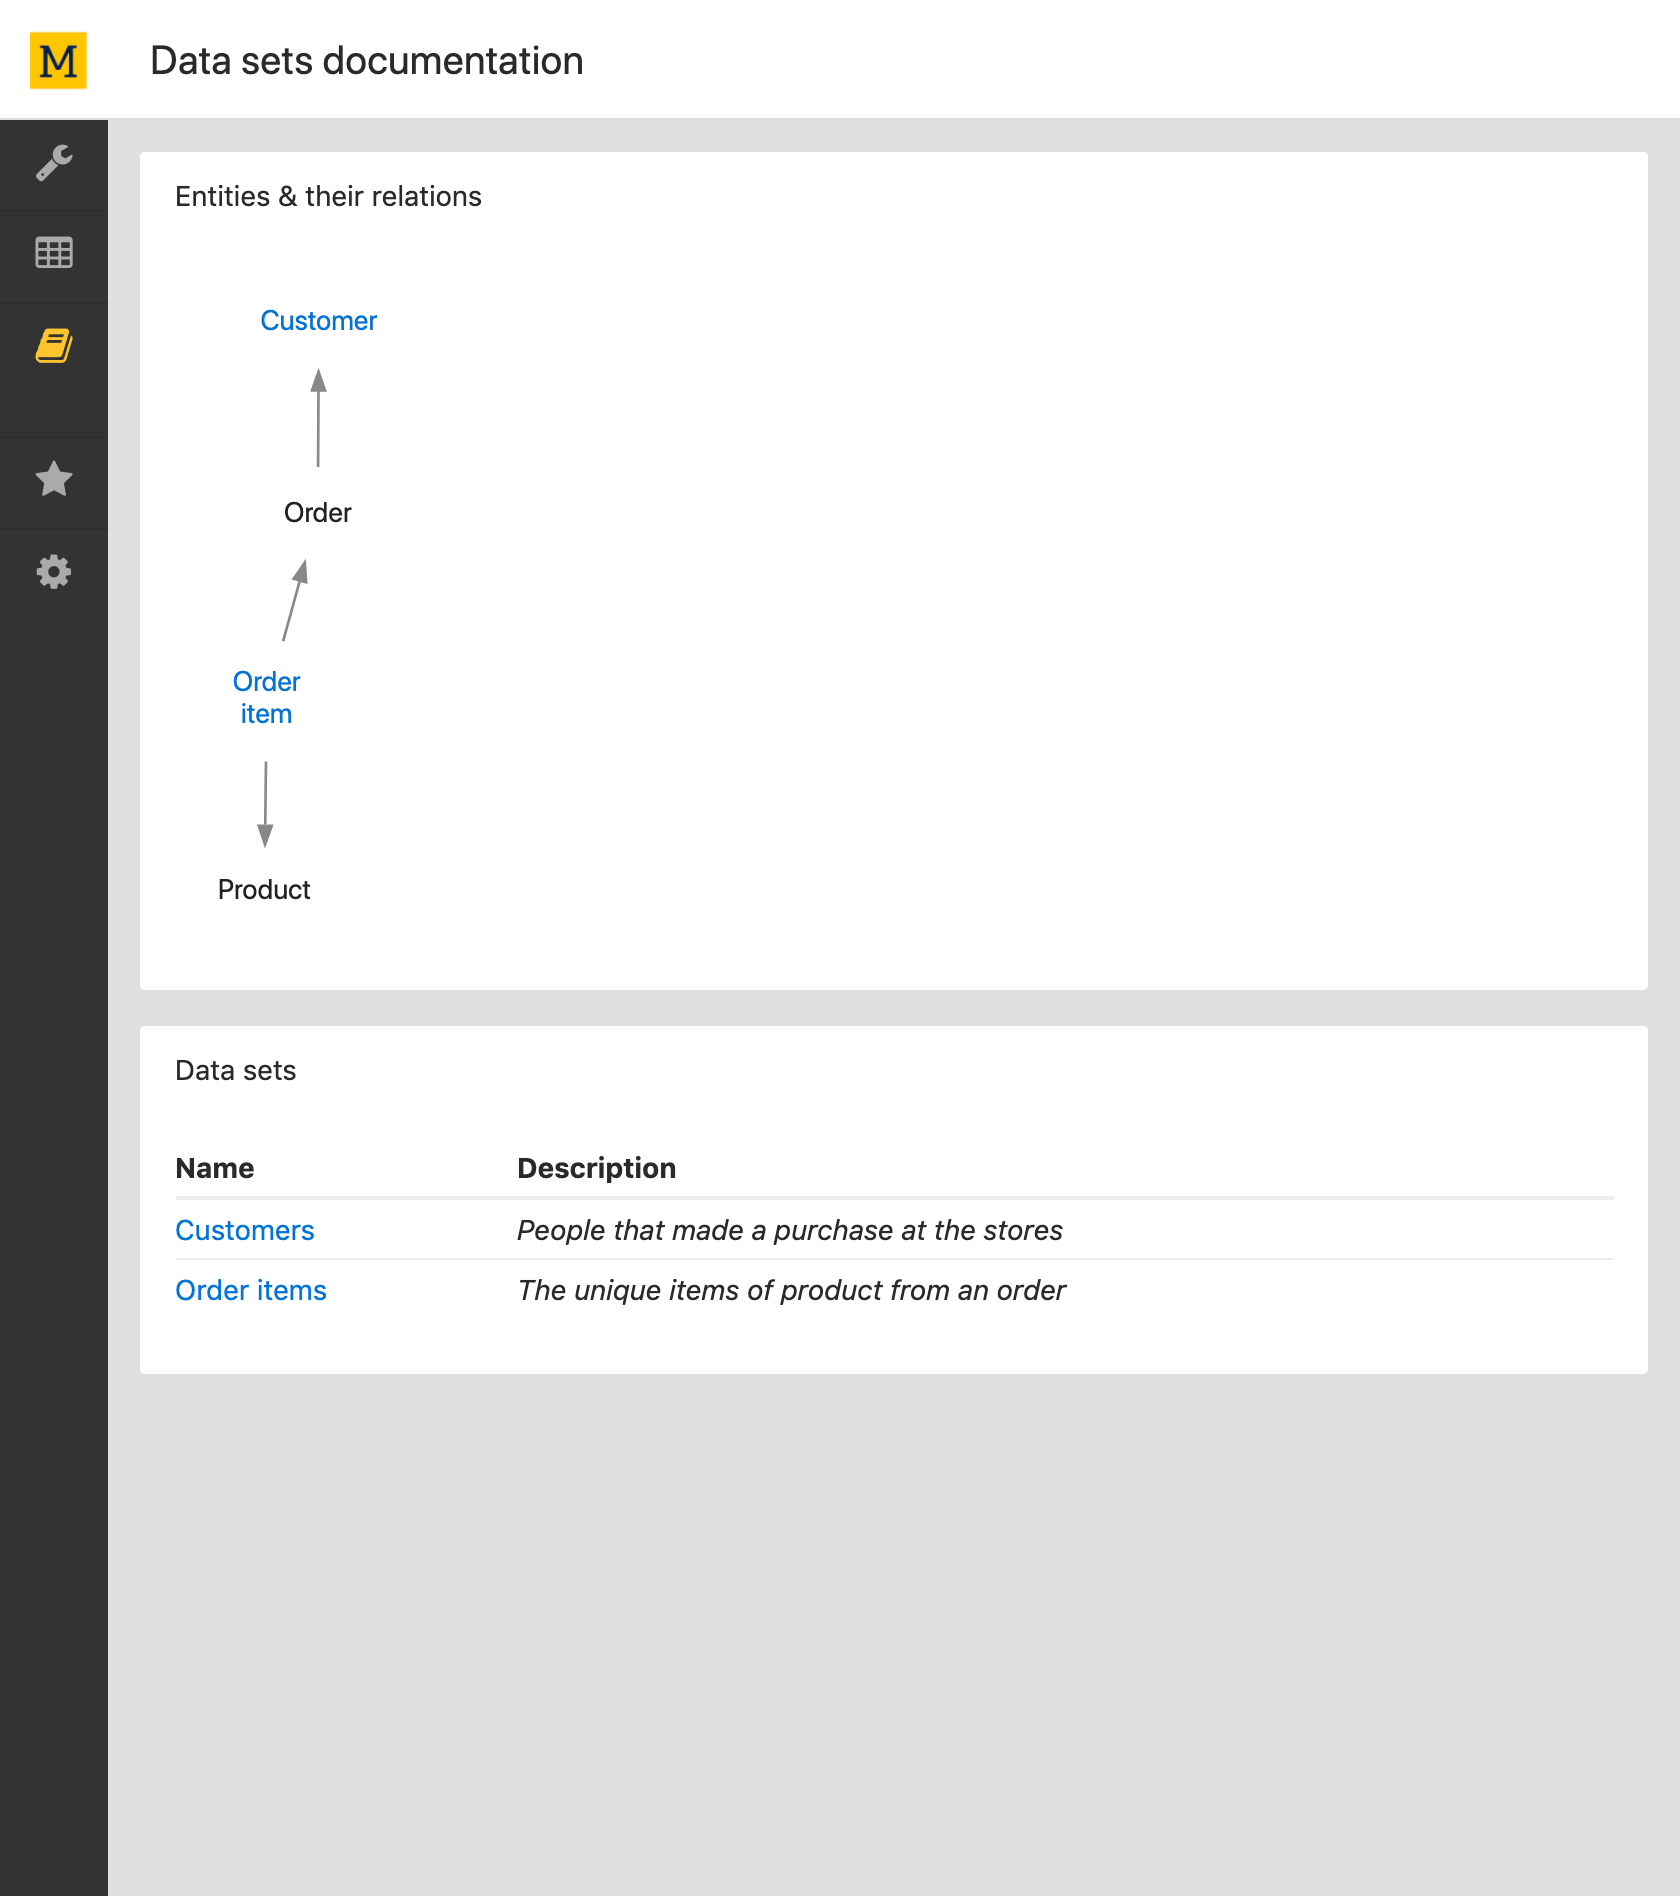 M
Data sets documentation
Entities & their relations
Customer
Order
Order
item
Product
Data sets
Name Description
Customers People that made a purchase at the stores
Order items The unique items of product from an order